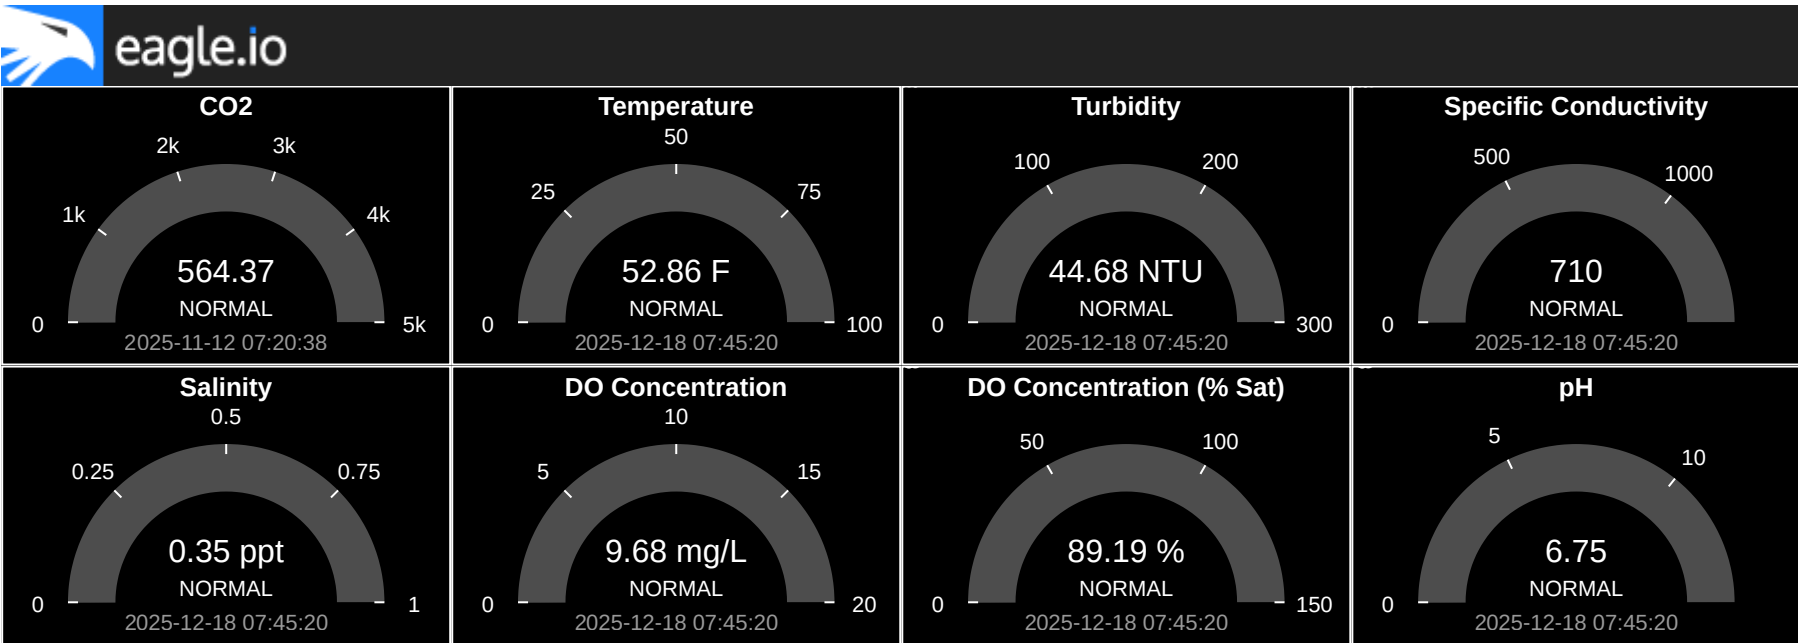 eagle.io
CO2
2k
3k
1k
4k
564.37
NORMAL
0
5k
2025-11-12 07:20:38
Temperature
50
25
75
52.86 F
NORMAL
0
100
2025-12-18 07:45:20
Turbidity
100
200
44.68 NTU
NORMAL
0
300
2025-12-18 07:45:20
Specific Conductivity
500
1000
710
NORMAL
0
2025-12-18 07:45:20
Salinity
0.5
0.25
0.75
0.35 ppt
NORMAL
0
1
2025-12-18 07:45:20
DO Concentration
10
5
15
9.68 mg/L
NORMAL
0
20
2025-12-18 07:45:20
DO Concentration (% Sat)
50
100
89.19 %
NORMAL
0
150
2025-12-18 07:45:20
pH
5
10
6.75
NORMAL
0
2025-12-18 07:45:20